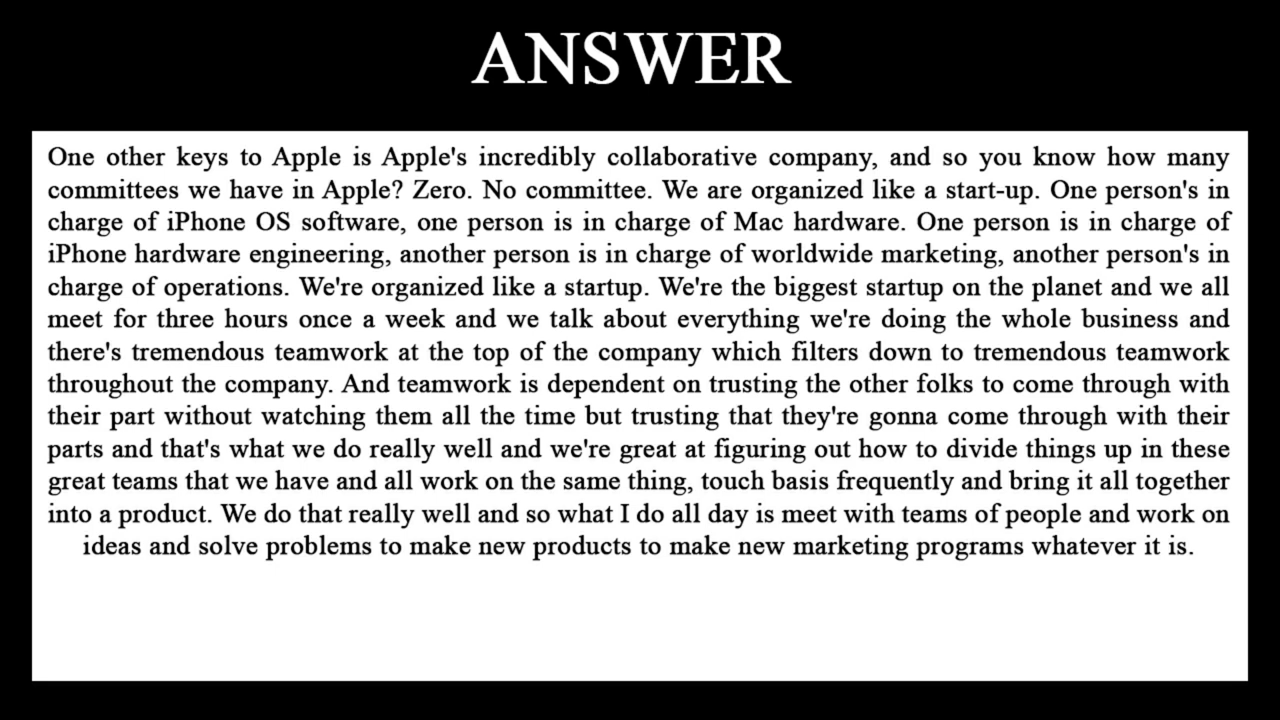 ANSWER
One other keys to Apple is Apple's incredibly collaborative company, and so you know how many
committees we have in Apple? Zero. No committee. We are organized like a start-up. One person's in
charge of iPhone OS software, one person is in charge of Mac hardware. One person is in charge of
iPhone hardware engineering, another person is in charge of worldwide marketing, another person's in
charge of operations. We're organized like a startup. We're the biggest startup on the planet and we all
meet for three hours once a week and we talk about everything we're doing the whole business and
there's tremendous teamwork at the top of the company which filters down to tremendous teamwork
throughout the company. And teamwork is dependent on trusting the other folks to come through with
their part without watching them all the time but trusting that they're gonna come through with their
parts and that's what we do really well and we're great at figuring out how to divide things up in these
great teams that we have and all work on the same thing, touch basis frequently and bring it all together
into a product. We do that really well and so what I do all day is meet with teams of people and work on
ideas and solve problems to make new products to make new marketing programs whatever it is.